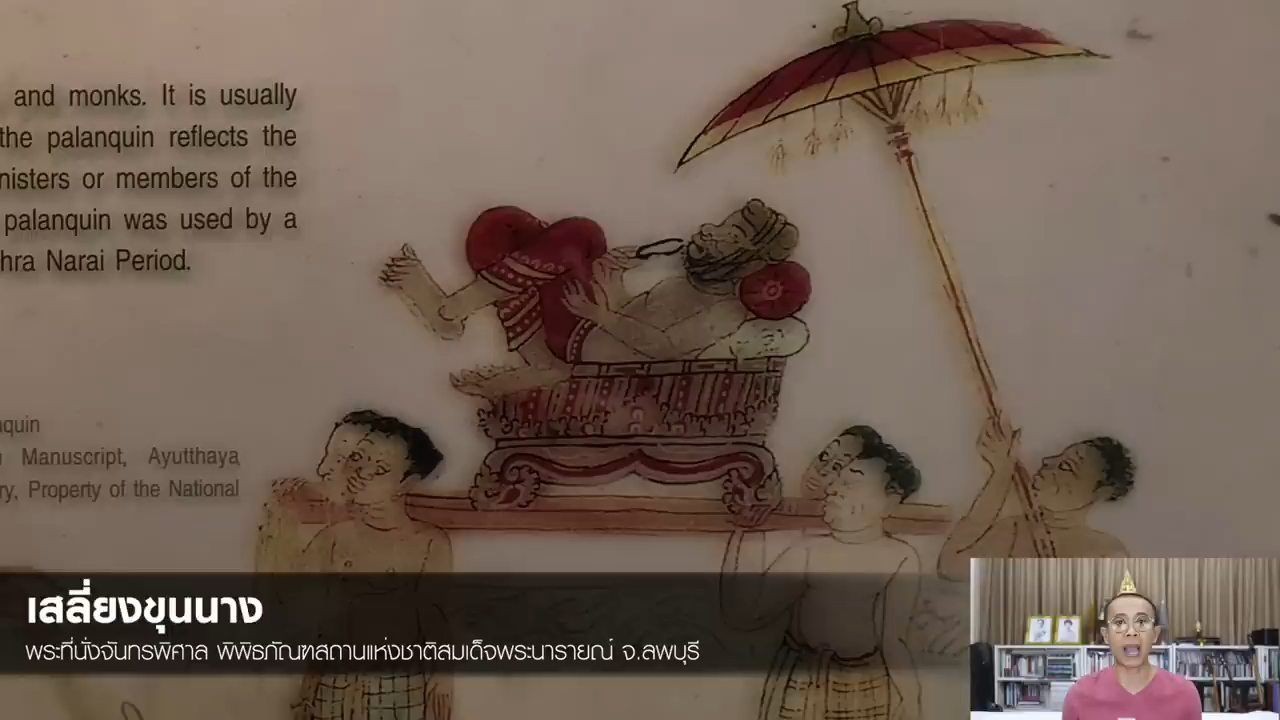 and monks. It is usually
the palanquin reflects the
nisters or members of the
palanquin was used by a
hra Narai Period.
nquin
Manuscript, Ayutthaya
ry, Property of the National
เสลี่ยงขุนนาง
พระที่นั่งจันทรพิศาล พิพิธภัณฑสถานแห่งชาติสมเด็จพระนารายณ์ จ.ลพบุรี